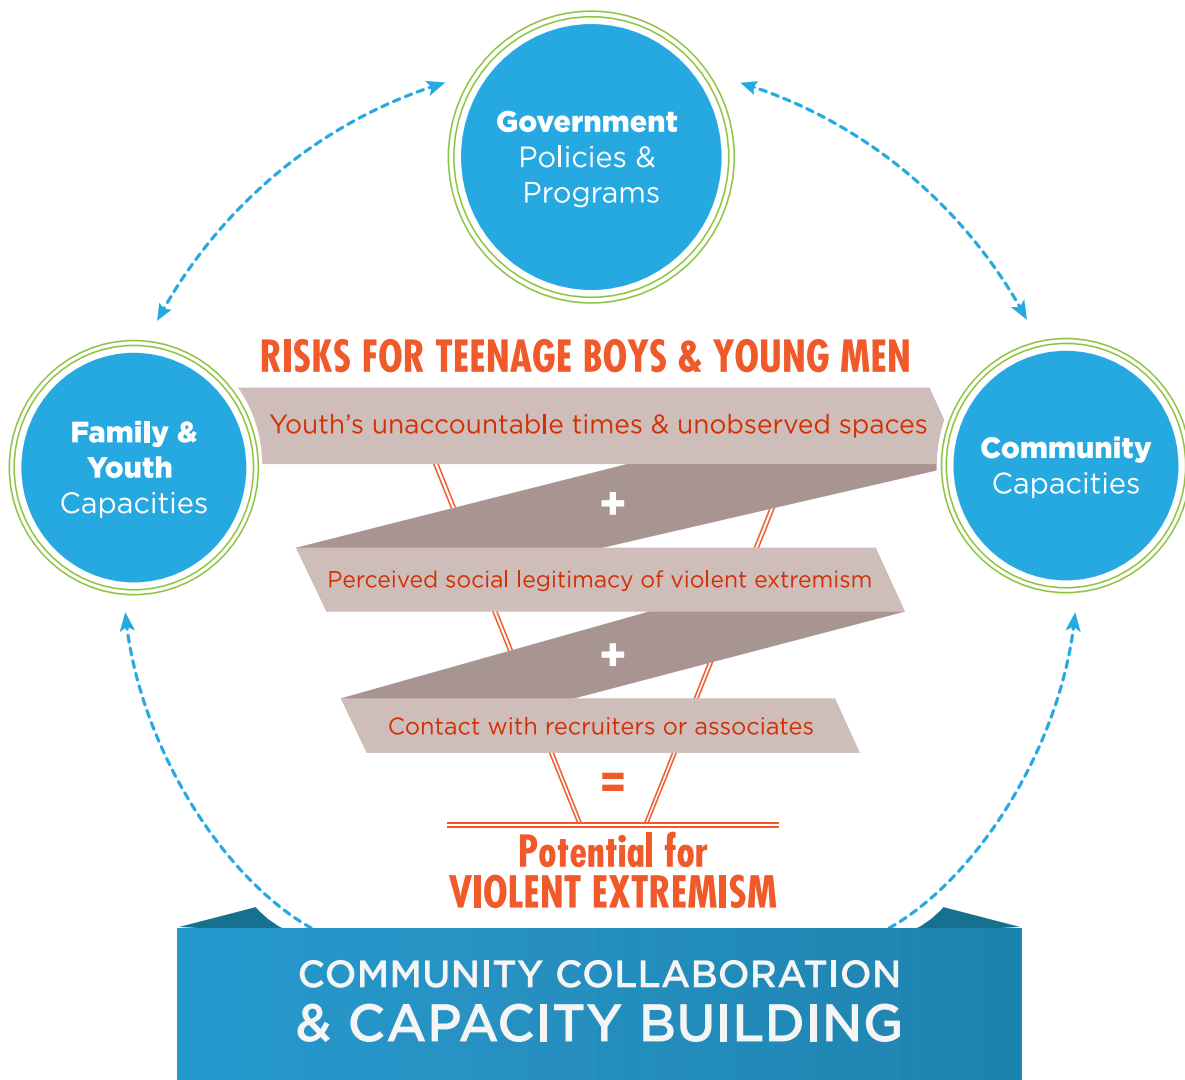 Government
Policies &
Programs
RISKS FOR TEENAGE BOYS & YOUNG MEN
Family &
Youth
Capacities
Youth's unaccountable times & unobserved spaces
Community
Capacities
+
Perceived social legitimacy of violent extremism
+
Contact with recruiters or associates
=
Potential for
VIOLENT EXTREMISM
COMMUNITY COLLABORATION
& CAPACITY BUILDING